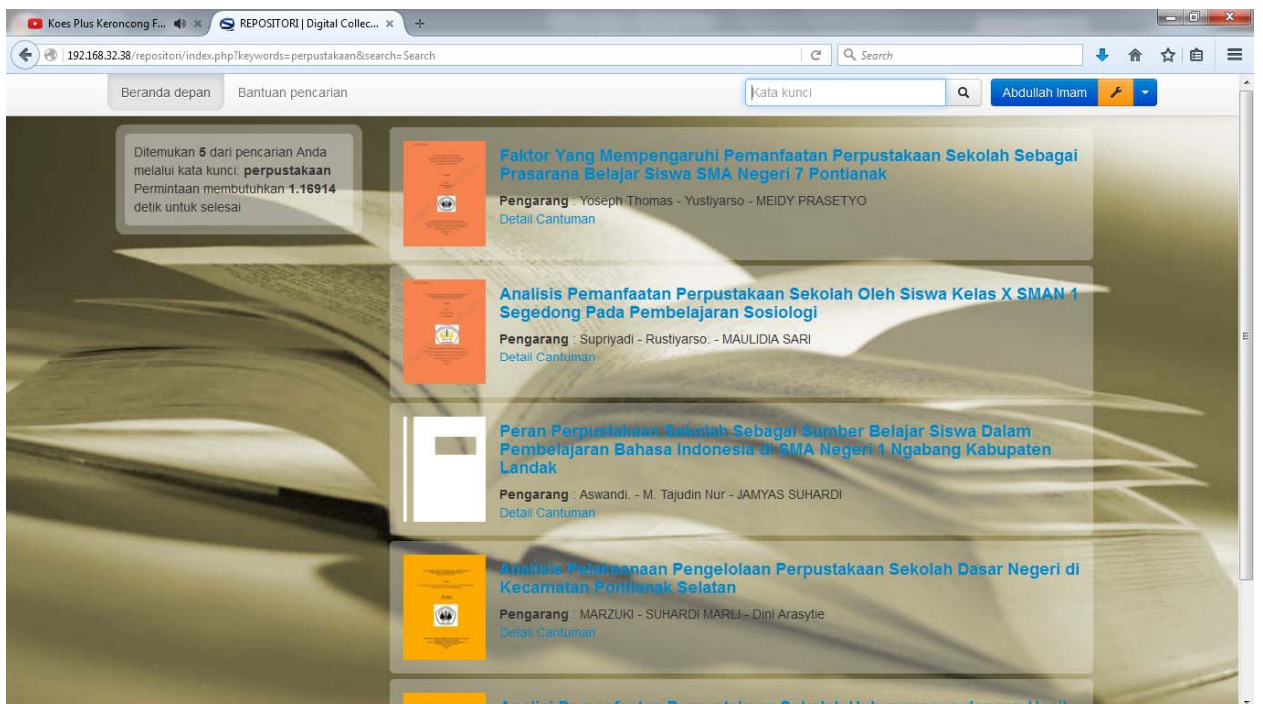 Koes Plus Keroncong F...
REPOSITORI | Digital Collec...
192.168.32.38/repositori/index.php?keywords=perpustakaan&search=Search
Search
Beranda depan
Bantuan pencarian
Kata kunci
Abdullah Imam
Ditemukan 5 dari pencarian Anda
melalui kata kunci: perpustakaan
Permintaan membutuhkan 1.16914
detik untuk selesai
Faktor Yang Mempengaruhi Pemanfaatan Perpustakaan Sekolah Sebagai
Prasarana Belajar Siswa SMA Negeri 7 Pontianak
Pengarang : Yoseph Thomas - Yustiyarso - MEIDY PRASETYO
Detail Cantuman
Analisis Pemanfaatan Perpustakaan Sekolah Oleh Siswa Kelas X SMAN 1
Segedong Pada Pembelajaran Sosiologi
Pengarang : Supriyadi - Rustiyarso. - MAULIDIA SARI
Detail Cantuman
Peran Perpustakaan Sekolah Sebagai Sumber Belajar Siswa Dalam
Pembelajaran Bahasa Indonesia di SMA Negeri 1 Ngabang Kabupaten
Landak
Pengarang : Aswandi. - M. Tajudin Nur - JAMYAS SUHARDI
Detail Cantuman
Analisis Pelaksanaan Pengelolaan Perpustakaan Sekolah Dasar Negeri di
Kecamatan Pontianak Selatan
Pengarang : MARZUKI - SUHARDI MARLI - Dini Arasytie
Detail Cantuman